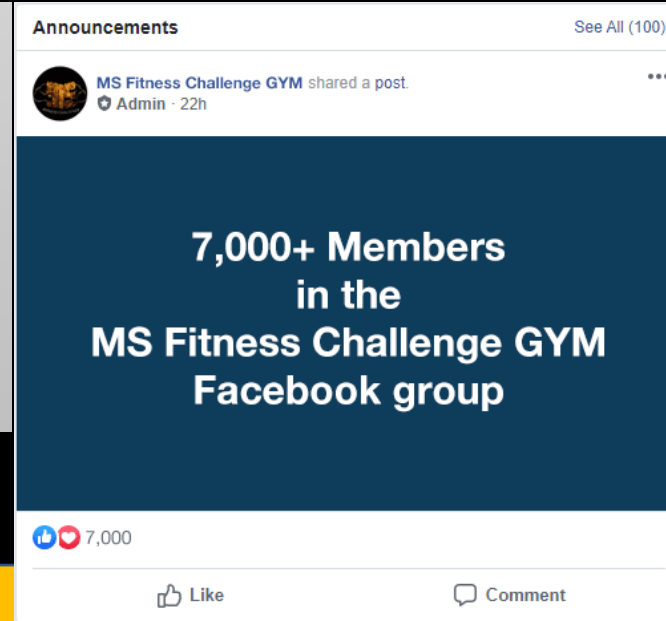 Announcements
See All (100)
MS Fitness Challenge GYM shared a post.
Admin · 22h
7,000+ Members
in the
MS Fitness Challenge GYM
Facebook group
7,000
Like
Comment